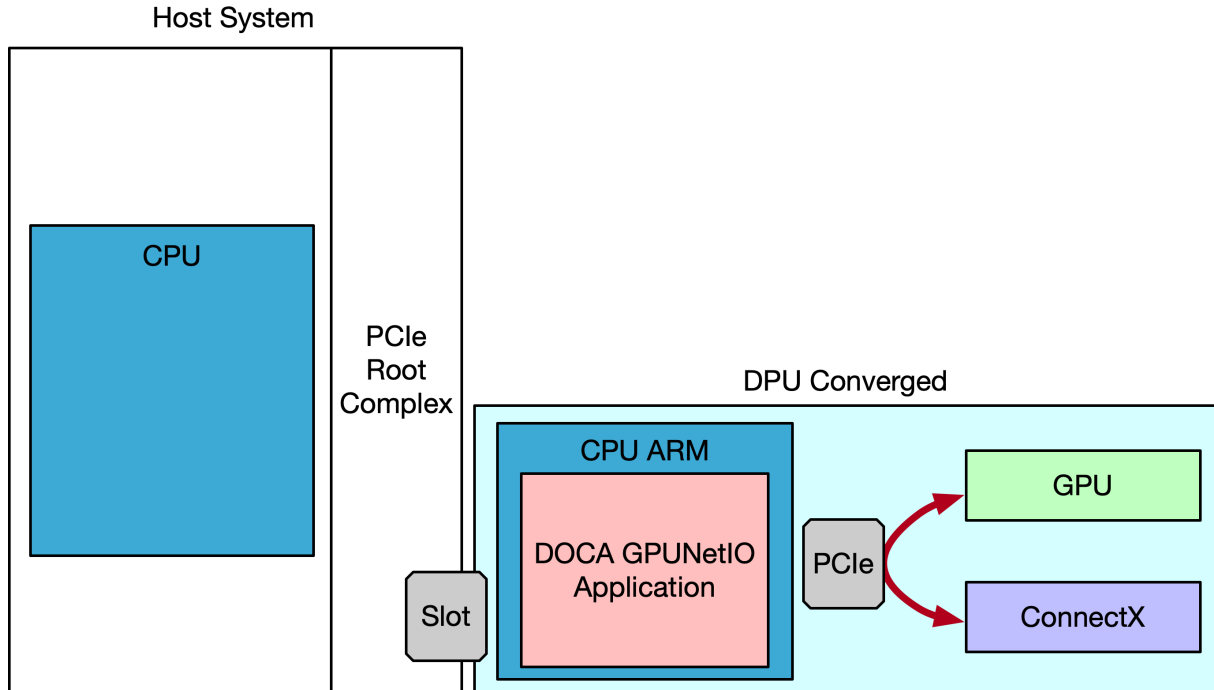 Host System
CPU
PCIe
Root
Complex
Slot
DPU Converged
CPU ARM
DOCA GPUNetIO
Application
PCIe
GPU
ConnectX